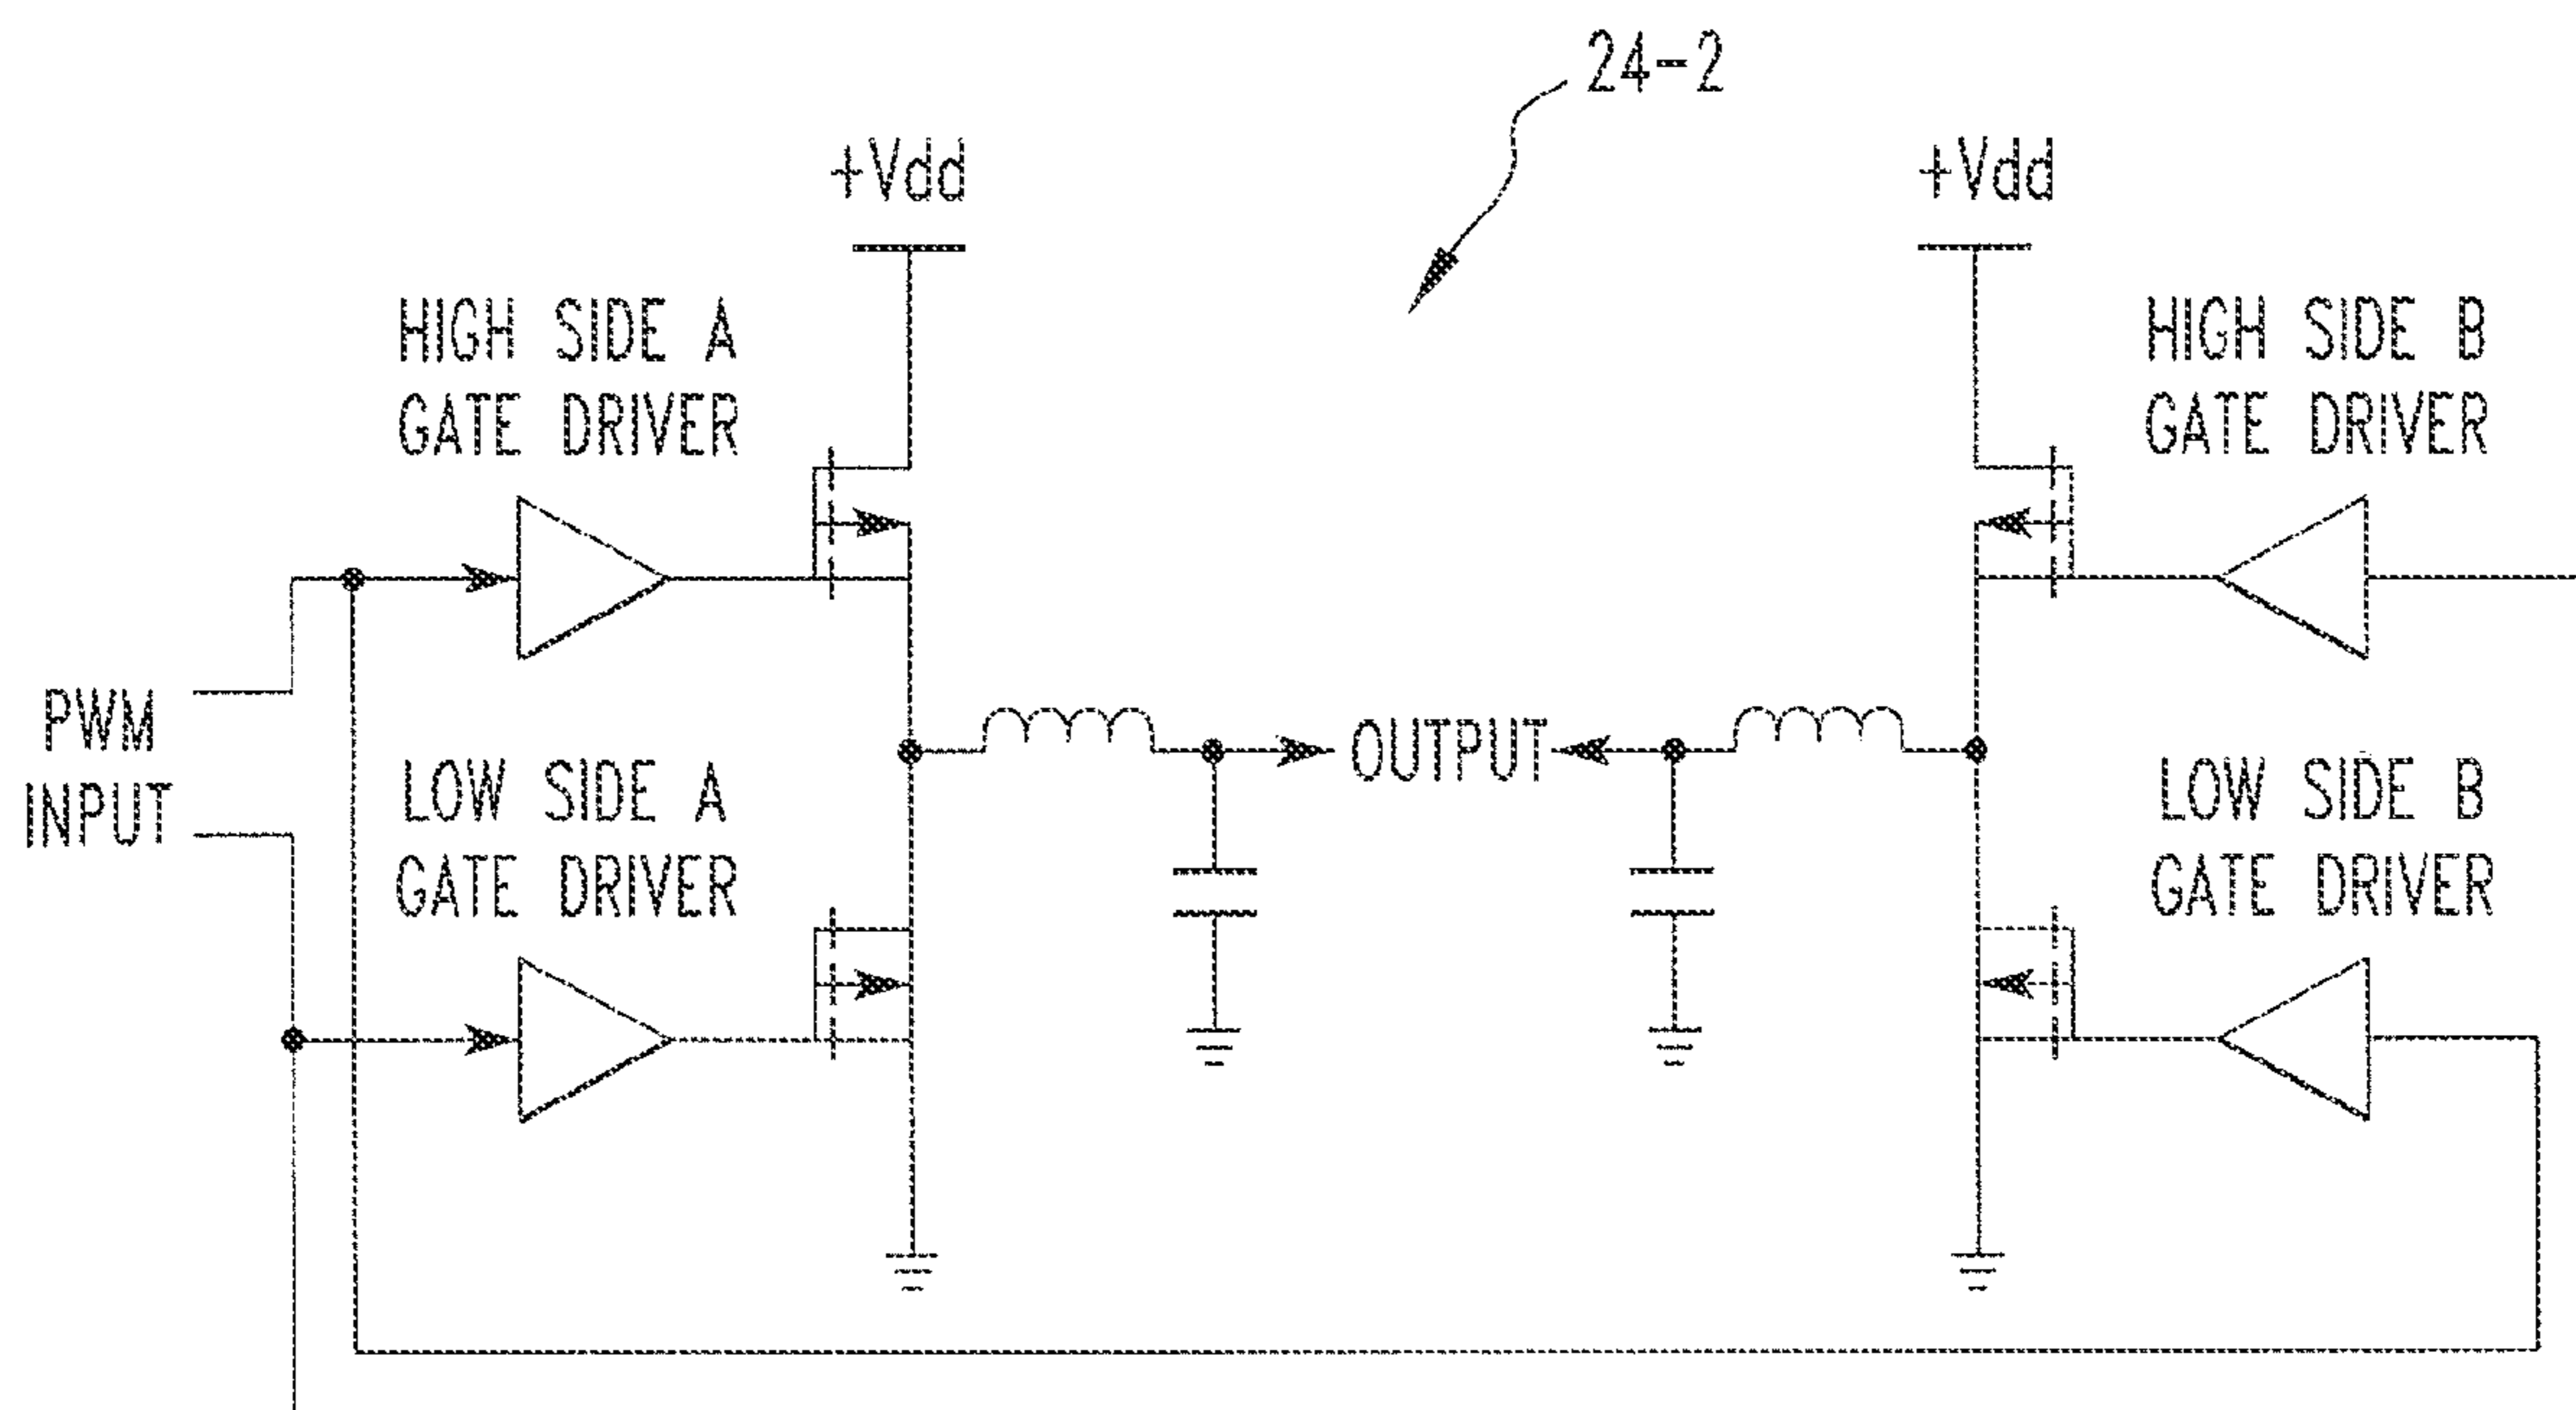 24-2
+Vdd
+Vdd
HIGH SIDE A
GATE DRIVER
HIGH SIDE B
GATE DRIVER
PWM
INPUT
OUTPUT
LOW SIDE A
GATE DRIVER
LOW SIDE B
GATE DRIVER